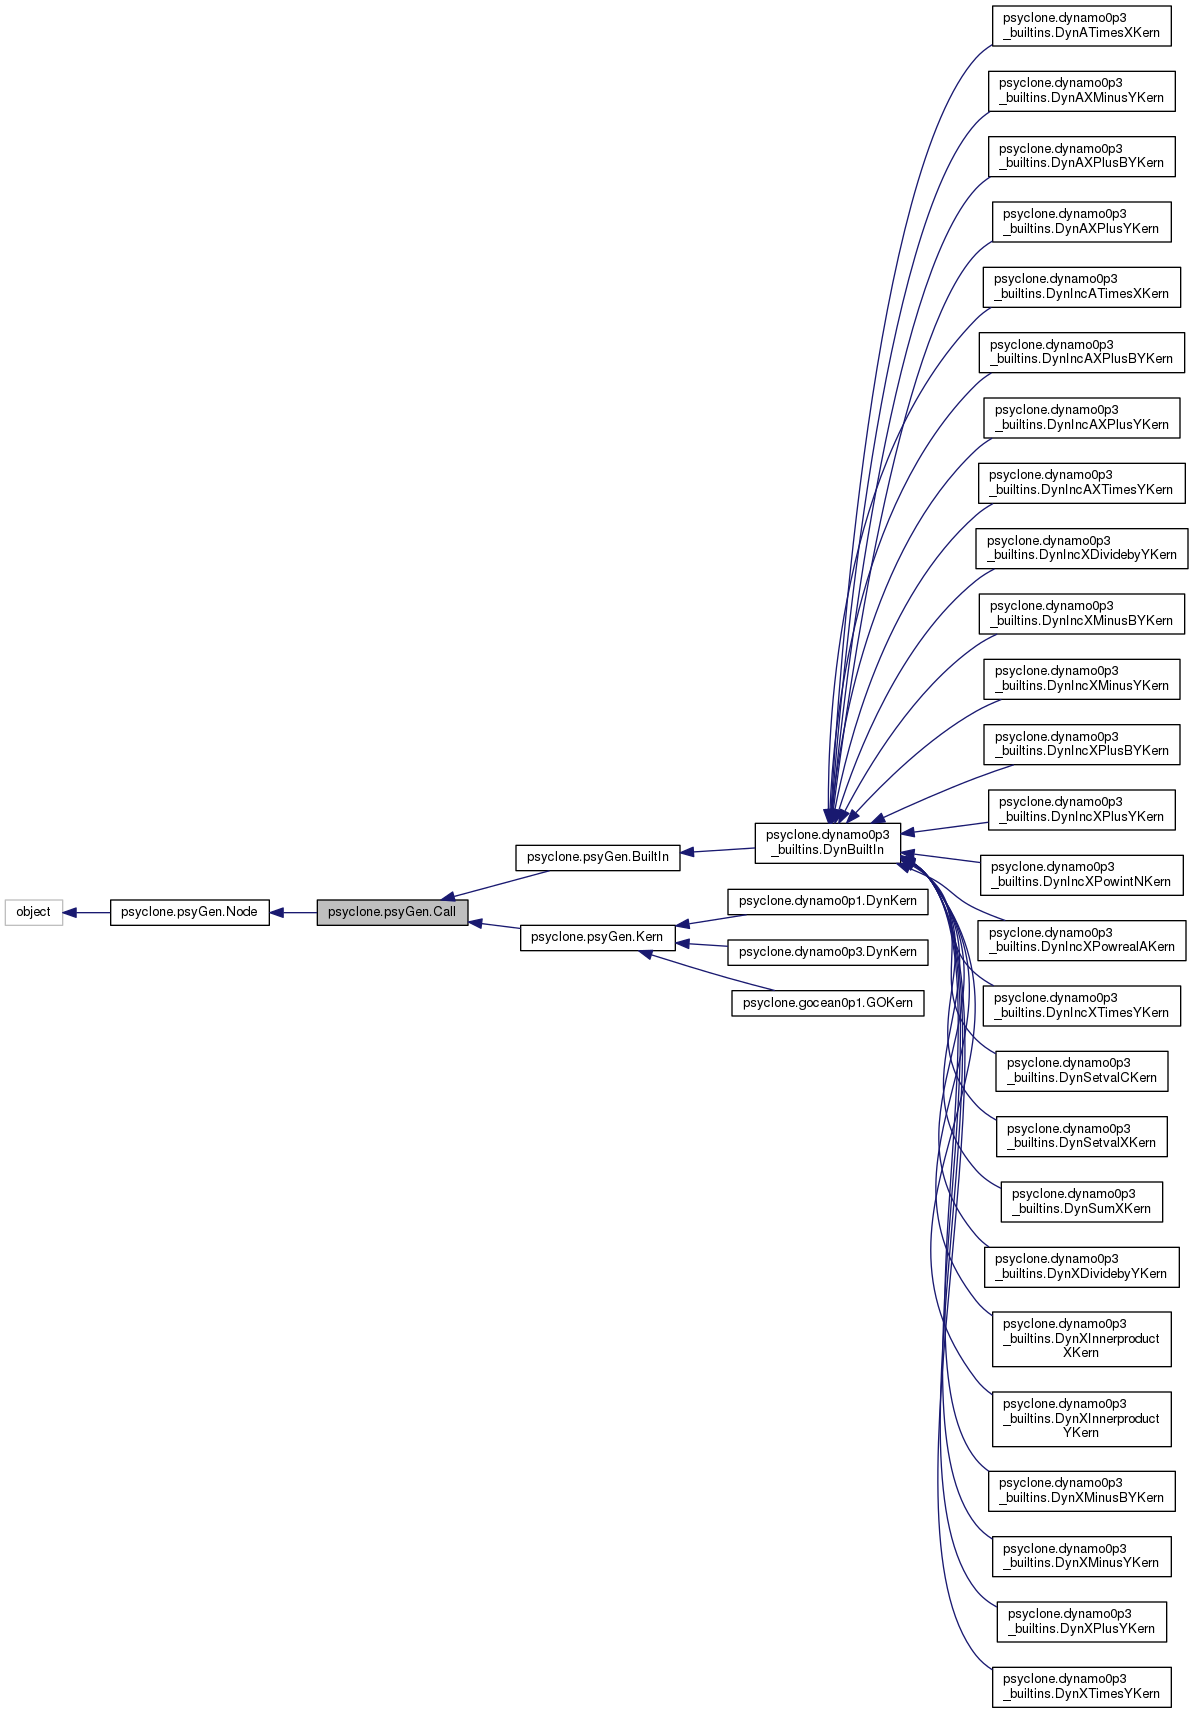 object
psyclone.psyGen.Node
psyclone.psyGen.Call
psyclone.psyGen.BuiltIn
psyclone.psyGen.Kern
psyclone.dynamo0p3
_builtins.DynBuiltIn
psyclone.dynamo0p1.DynKern
psyclone.dynamo0p3.DynKern
psyclone.gocean0p1.GOKern
psyclone.dynamo0p3
_builtins.DynATimesXKern
psyclone.dynamo0p3
_builtins.DynAXMinusYKern
psyclone.dynamo0p3
_builtins.DynAXPlusBYKern
psyclone.dynamo0p3
_builtins.DynAXPlusYKern
psyclone.dynamo0p3
_builtins.DynIncATimesXKern
psyclone.dynamo0p3
_builtins.DynIncAXPlusBYKern
psyclone.dynamo0p3
_builtins.DynIncAXPlusYKern
psyclone.dynamo0p3
_builtins.DynIncAXTimesYKern
psyclone.dynamo0p3
_builtins.DynIncXDividebyYKern
psyclone.dynamo0p3
_builtins.DynIncXMinusBYKern
psyclone.dynamo0p3
_builtins.DynIncXMinusYKern
psyclone.dynamo0p3
_builtins.DynIncXPlusBYKern
psyclone.dynamo0p3
_builtins.DynIncXPlusYKern
psyclone.dynamo0p3
_builtins.DynIncXPowintNKern
psyclone.dynamo0p3
_builtins.DynIncXPowrealAKern
psyclone.dynamo0p3
_builtins.DynIncXTimesYKern
psyclone.dynamo0p3
_builtins.DynSetvalCKern
psyclone.dynamo0p3
_builtins.DynSetvalXKern
psyclone.dynamo0p3
_builtins.DynSumXKern
psyclone.dynamo0p3
_builtins.DynXDividebyYKern
psyclone.dynamo0p3
_builtins.DynXInnerproduct
XKern
psyclone.dynamo0p3
_builtins.DynXInnerproduct
YKern
psyclone.dynamo0p3
_builtins.DynXMinusBYKern
psyclone.dynamo0p3
_builtins.DynXMinusYKern
psyclone.dynamo0p3
_builtins.DynXPlusYKern
psyclone.dynamo0p3
_builtins.DynXTimesYKern